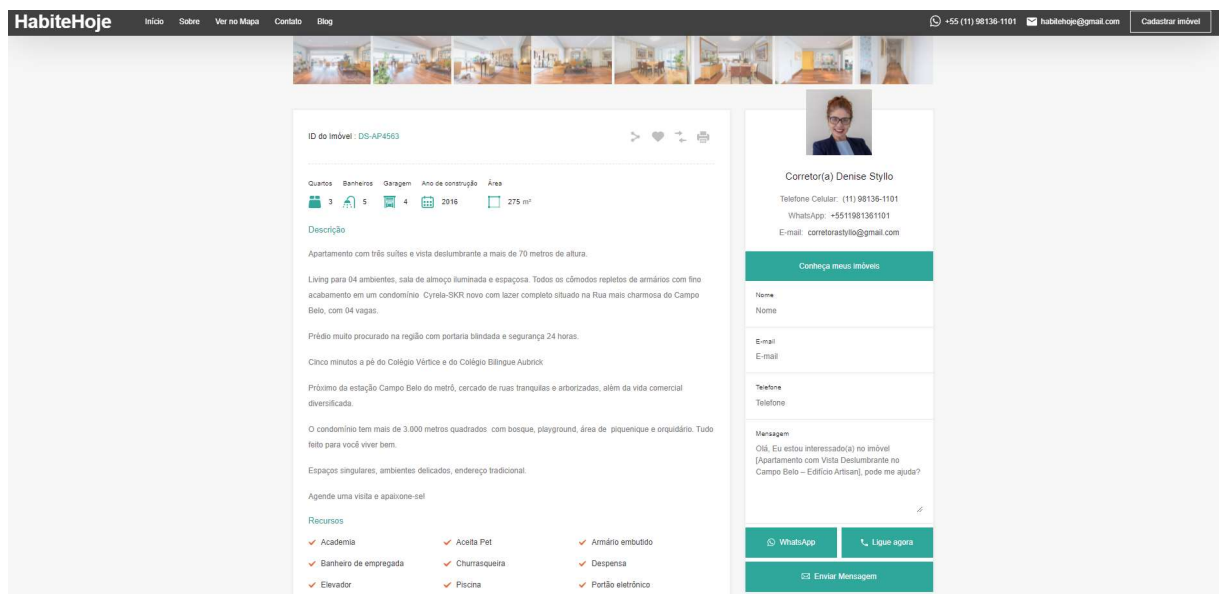 HabiteHoje
Início Sobre Ver no Mapa Contato Blog
+55 (11) 98136-1101 habitehoje@gmail.com Cadastrar imóvel
ID do Imóvel : DS-AP4563
Quartos Banheiros Garagem Ano de construção Área
3 5 4 2016 275 m²
Descrição
Apartamento com três suítes e vista deslumbrante a mais de 70 metros de altura.
Living para 04 ambientes, sala de almoço iluminada e espaçosa. Todos os cômodos repletos de armários com fino
acabamento em um condomínio Cyrela-SKR novo com lazer completo situado na Rua mais charmosa do Campo
Belo, com 04 vagas.
Prédio muito procurado na região com portaria blindada e segurança 24 horas.
Cinco minutos a pé do Colégio Vértice e do Colégio Bilingue Aubrick
Próximo da estação Campo Belo do metrô, cercado de ruas tranquilas e arborizadas, além da vida comercial
diversificada.
O condomínio tem mais de 3.000 metros quadrados com bosque, playground, área de piquenique e orquidário. Tudo
feito para você viver bem.
Espaços singulares, ambientes delicados, endereço tradicional.
Agende uma visita e apaixone-se!
Recursos
Academia Aceita Pet Armário embutido
Banheiro de empregada Churrasqueira Despensa
Elevador Piscina Portão eletrônico
Corretor(a) Denise Styllo
Telefone Celular: (11) 98136-1101
WhatsApp: +5511981361101
E-mail: corretorastyllo@gmail.com
Conheça meus imóveis
Nome
Nome
E-mail
E-mail
Telefone
Telefone
Mensagem
Olá, Eu estou interessado(a) no imóvel
[Apartamento com Vista Deslumbrante no
Campo Belo – Edifício Artisan], pode me ajuda?
WhatsApp Ligue agora
Enviar Mensagem